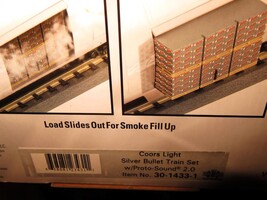 Load Slides Out For Smoke Fill Up
Coors Light
Silver Bullet Train Set
w/Proto-Sound® 2.0
Item No. 30-1433-1